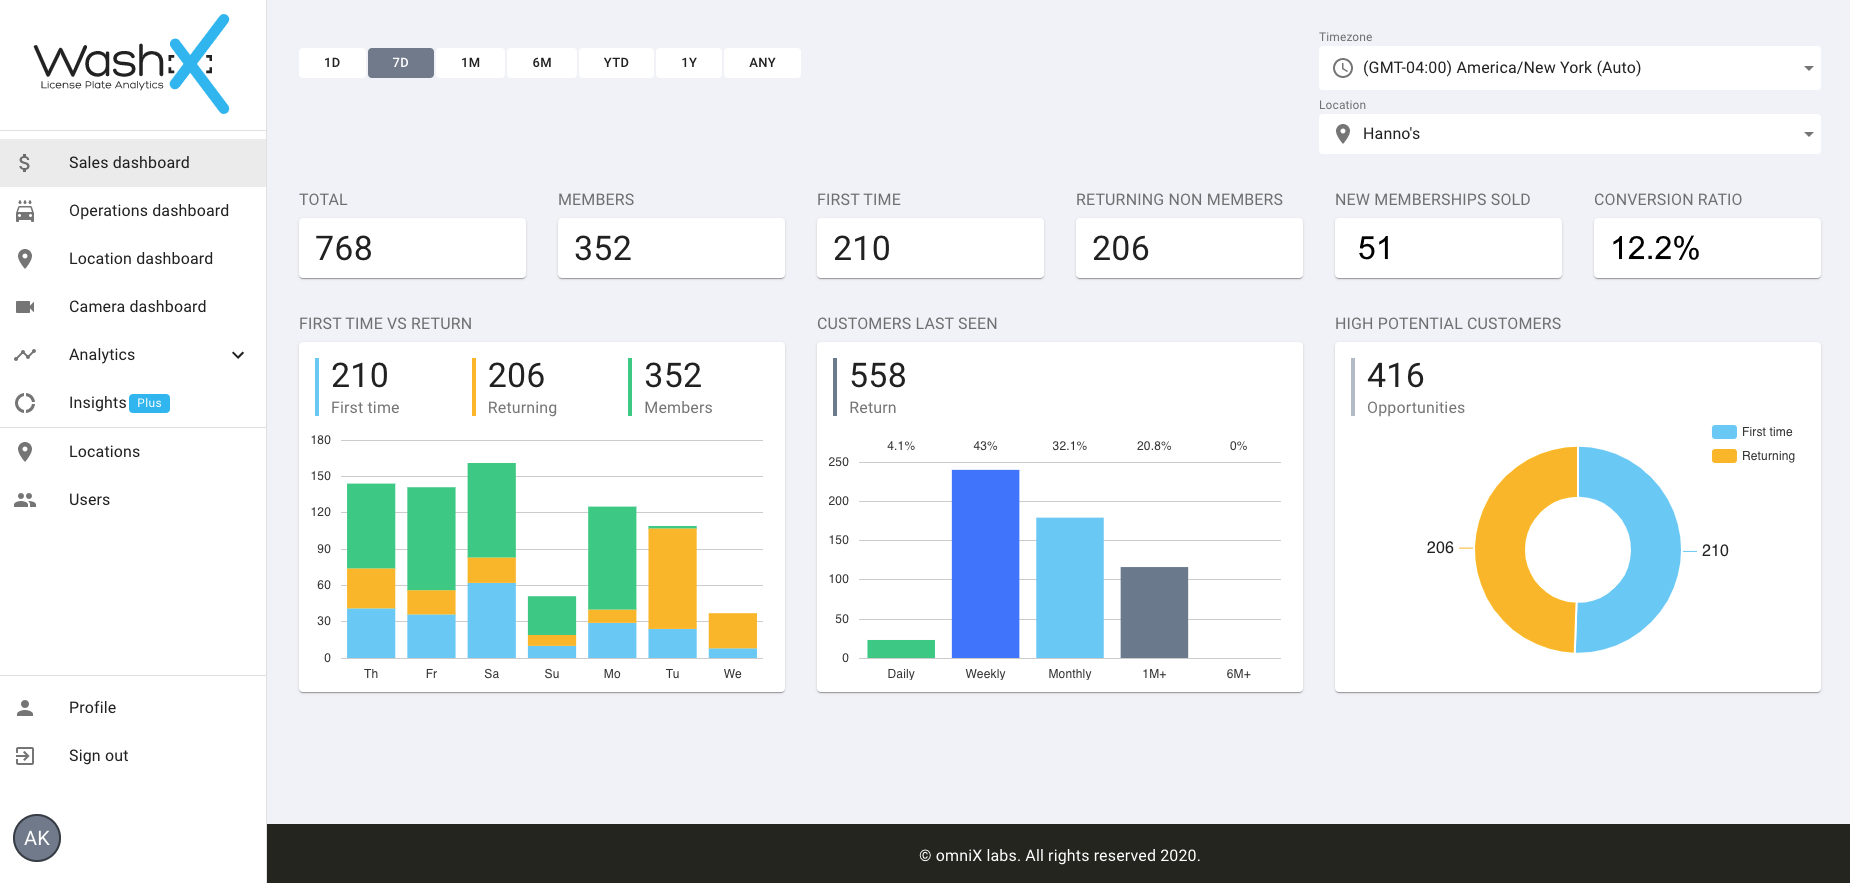 WashX
License Plate Analytics
Sales dashboard
Operations dashboard
Location dashboard
Camera dashboard
Analytics
Insights Plus
Locations
Users
Profile
Sign out
AK
1D 7D 1M 6M YTD 1Y ANY
Timezone
(GMT-04:00) America/New York (Auto)
Location
Hanno's
TOTAL
768
MEMBERS
352
FIRST TIME
210
RETURNING NON MEMBERS
206
NEW MEMBERSHIPS SOLD
51
CONVERSION RATIO
12.2%
FIRST TIME VS RETURN
210 206 352
First time Returning Members
180
150
120
90
60
30
0
Th Fr Sa Su Mo Tu We
CUSTOMERS LAST SEEN
558
Return
4.1% 43% 32.1% 20.8% 0%
250
200
150
100
50
0
Daily Weekly Monthly 1M+ 6M+
HIGH POTENTIAL CUSTOMERS
416
Opportunities
First time
Returning
206 210
© omniX labs. All rights reserved 2020.